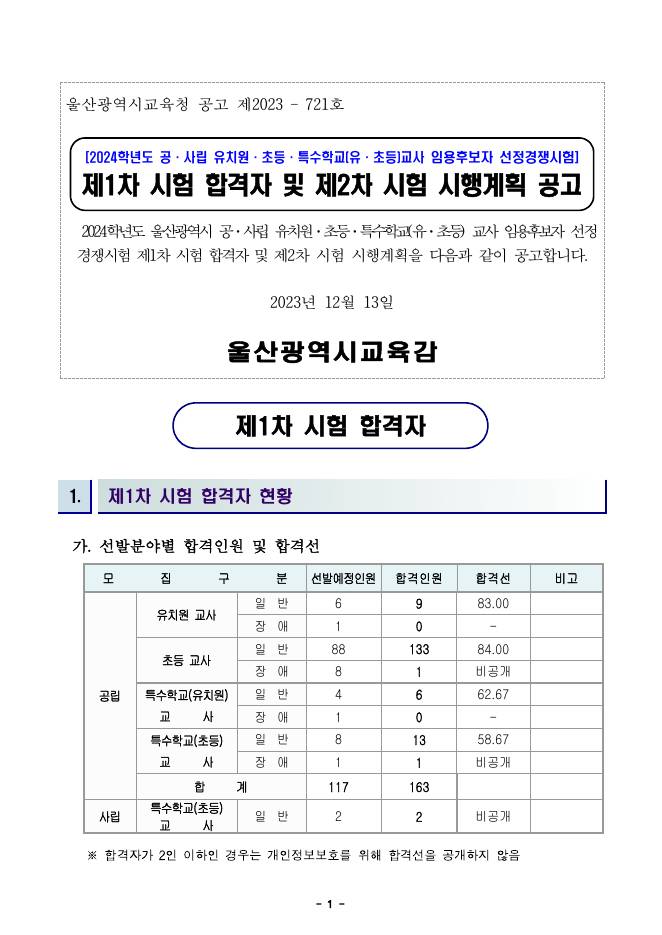 울산광역시교육청 공고 제2023 - 721호
[2024학년도 공·사립 유치원·초등·특수학교(유·초등)교사 임용후보자 선정경쟁시험]
제1차 시험 합격자 및 제2차 시험 시행계획 공고
2024학년도 울산광역시 공·사립 유치원·초등·특수학교(유·초등) 교사 임용후보자 선정
경쟁시험 제1차 시험 합격자 및 제2차 시험 시행계획을 다음과 같이 공고합니다.
2023년 12월 13일
울산광역시교육감
제1차 시험 합격자
1. 제1차 시험 합격자 현황
가. 선발분야별 합격인원 및 합격선
모 집 구 분 선발예정인원 합격인원 합격선 비고
공립 유치원 교사 일 반 6 9 83.00
장 애 1 0 -
초등 교사 일 반 88 133 84.00
장 애 8 1 비공개
특수학교(유치원) 교 사 일 반 4 6 62.67
장 애 1 0 -
특수학교(초등) 교 사 일 반 8 13 58.67
장 애 1 1 비공개
합 계 117 163
사립 특수학교(초등) 교 사 일 반 2 2 비공개
※ 합격자가 2인 이하인 경우는 개인정보보호를 위해 합격선을 공개하지 않음
- 1 -